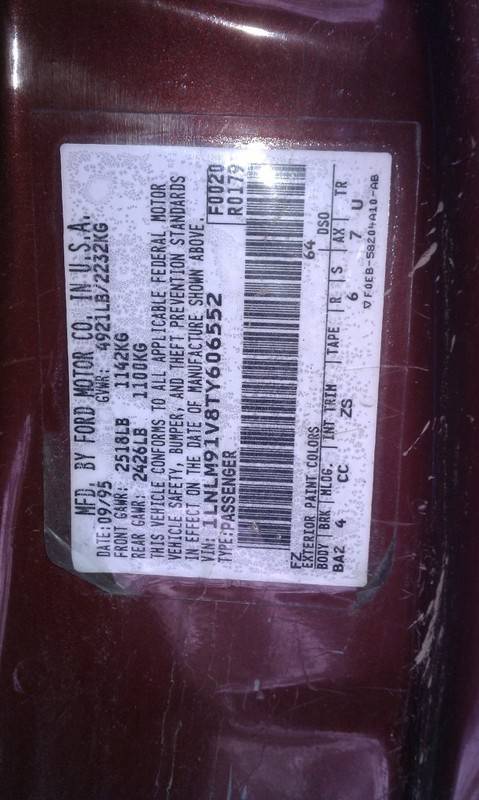 MFD. BY FORD MOTOR CO. IN U.S.A.
DATE: 09/95 GVWR: 4921LB/2232KG
FRONT GAWR: 2518LB 1142KG
REAR GAWR: 2426LB 1100KG
THIS VEHICLE CONFORMS TO ALL APPLICABLE FEDERAL MOTOR
VEHICLE SAFETY, BUMPER, AND THEFT PREVENTION STANDARDS
IN EFFECT ON THE DATE OF MANUFACTURE SHOWN ABOVE
VIN: 1LNLM91V8TY606552 F0020
TYPE: PASSENGER R0179
FZ 64 DSO
EXTERIOR PAINT COLORS
BODY BRK MLDG. INT TRIM TAPE R S AX TR
BA2 4 CC ZS 6 7 U
▽F0EB-58204A10-AB